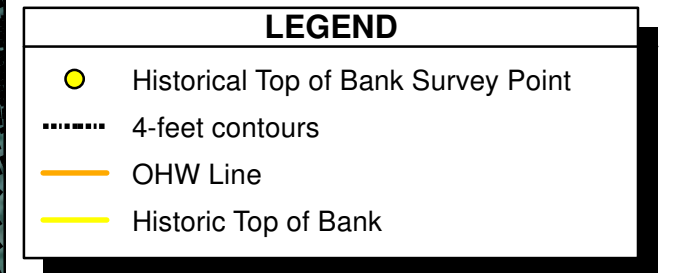 LEGEND
Historical Top of Bank Survey Point
4-feet contours
OHW Line
Historic Top of Bank